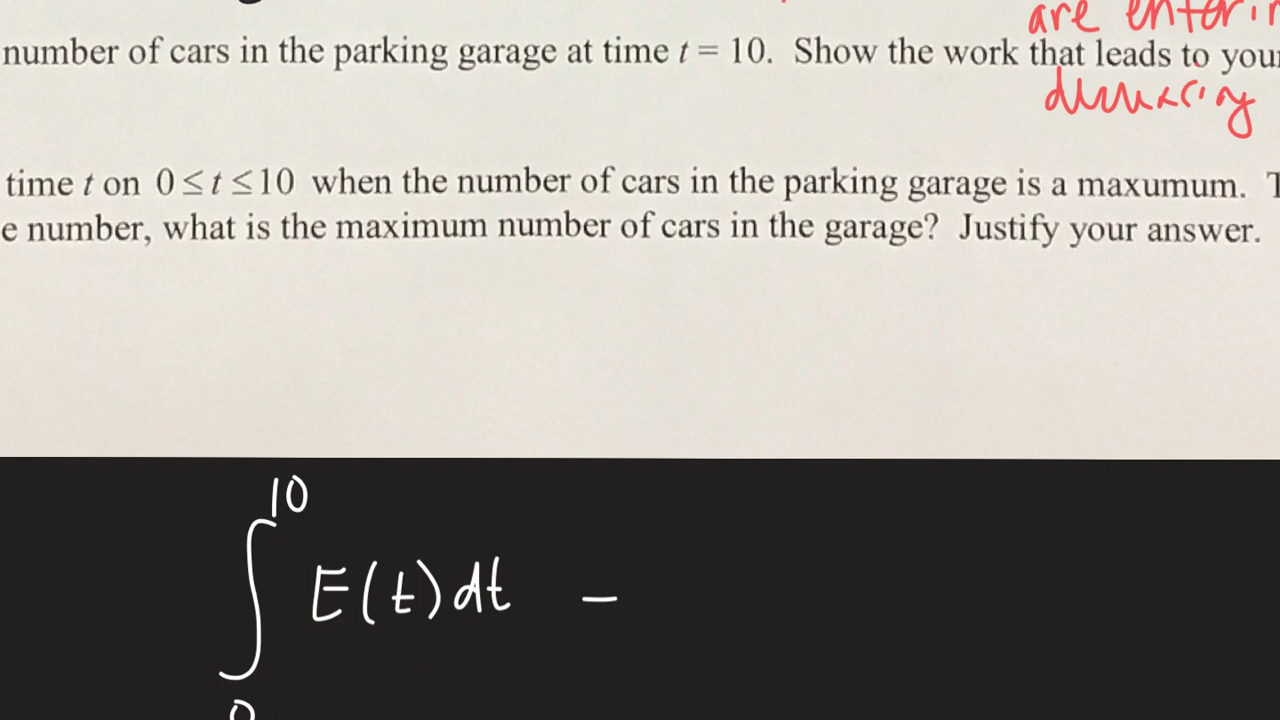 are
number of cars in the parking garage at time t = 10. Show the work that leads to
time t on 0 ≤ t ≤ 10 when the number of cars in the parking garage is a maxumum.
e number, what is the maximum number of cars in the garage? Justify your answer.
10
∫ E(t) dt –
0